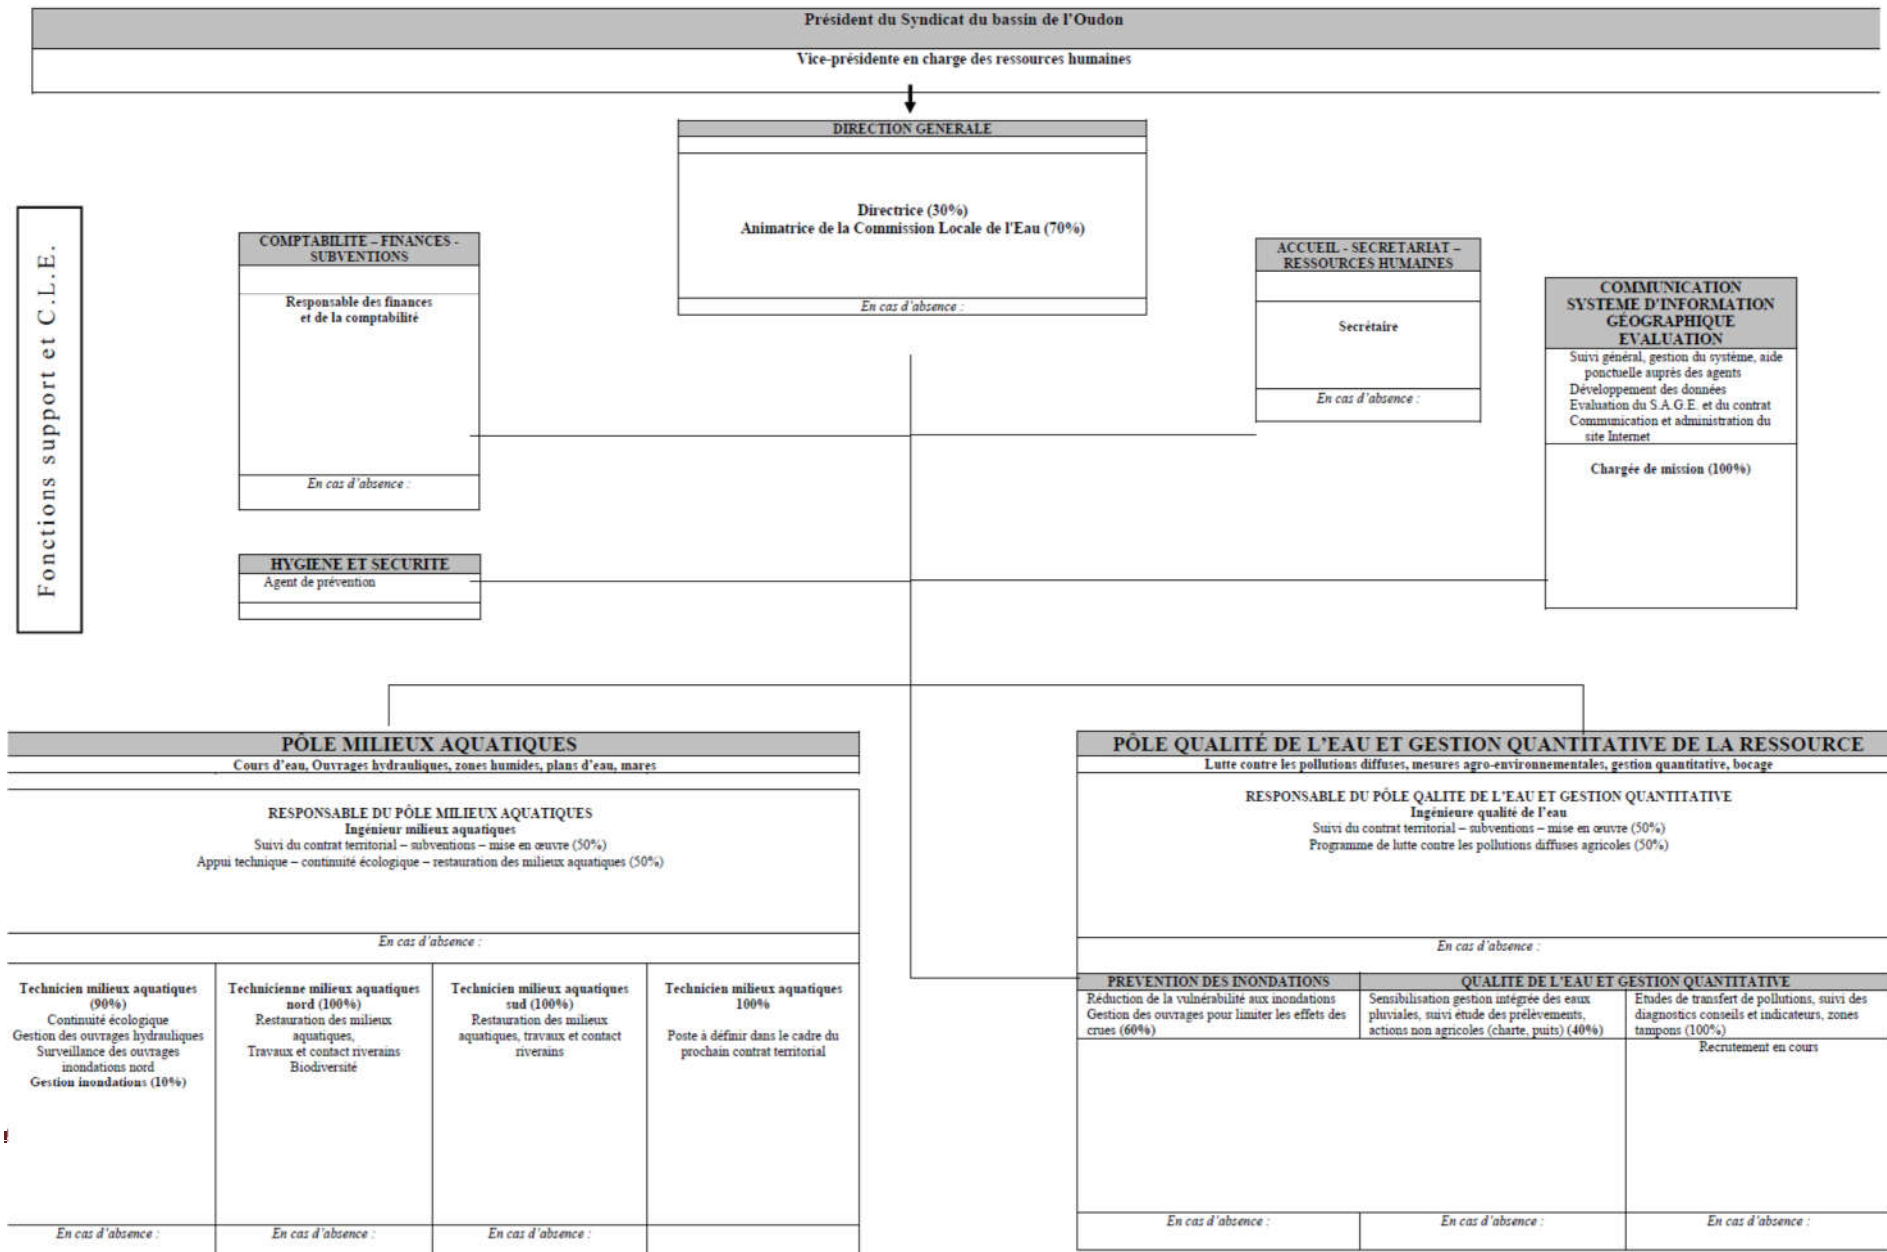 Président du Syndicat du bassin de l'Oudon
Vice-présidente en charge des ressources humaines
DIRECTION GENERALE
Directrice (30%)
Animatrice de la Commission Locale de l'Eau (70%)
En cas d'absence :
Fonctions support et C.L.E.
COMPTABILITE – FINANCES -
SUBVENTIONS
Responsable des finances
et de la comptabilité
En cas d'absence :
ACCUEIL - SECRETARIAT –
RESSOURCES HUMAINES
Secrétaire
En cas d'absence :
COMMUNICATION
SYSTEME D'INFORMATION
GÉOGRAPHIQUE
EVALUATION
Suivi général, gestion du système, aide
ponctuelle auprès des agents
Développement des données
Evaluation du S.A.G.E. et du contrat
Communication et administration du
site Internet
Chargée de mission (100%)
HYGIENE ET SECURITE
Agent de prévention
PÔLE MILIEUX AQUATIQUES
Cours d'eau, Ouvrages hydrauliques, zones humides, plans d'eau, mares
RESPONSABLE DU PÔLE MILIEUX AQUATIQUES
Ingénieur milieux aquatiques
Suivi du contrat territorial – subventions – mise en œuvre (50%)
Appui technique – continuité écologique – restauration des milieux aquatiques (50%)
En cas d'absence :
Technicien milieux aquatiques
(90%)
Continuité écologique
Gestion des ouvrages hydrauliques
Surveillance des ouvrages
inondations nord
Gestion inondations (10%)
En cas d'absence :
Technicienne milieux aquatiques
nord (100%)
Restauration des milieux
aquatiques,
Travaux et contact riverains
Biodiversité
En cas d'absence :
Technicien milieux aquatiques
sud (100%)
Restauration des milieux
aquatiques, travaux et contact
riverains
En cas d'absence :
Technicien milieux aquatiques
100%
Poste à définir dans le cadre du
prochain contrat territorial
PÔLE QUALITÉ DE L'EAU ET GESTION QUANTITATIVE DE LA RESSOURCE
Lutte contre les pollutions diffuses, mesures agro-environnementales, gestion quantitative, bocage
RESPONSABLE DU PÔLE QALITE DE L'EAU ET GESTION QUANTITATIVE
Ingénieure qualité de l'eau
Suivi du contrat territorial – subventions – mise en œuvre (50%)
Programme de lutte contre les pollutions diffuses agricoles (50%)
En cas d'absence :
PREVENTION DES INONDATIONS
Réduction de la vulnérabilité aux inondations
Gestion des ouvrages pour limiter les effets des
crues (60%)
En cas d'absence :
QUALITE DE L'EAU ET GESTION QUANTITATIVE
Sensibilisation gestion intégrée des eaux
pluviales, suivi étude des prélèvements,
actions non agricoles (charte, puits) (40%)
En cas d'absence :
Etudes de transfert de pollutions, suivi des
diagnostics conseils et indicateurs, zones
tampons (100%)
Recrutement en cours
En cas d'absence :